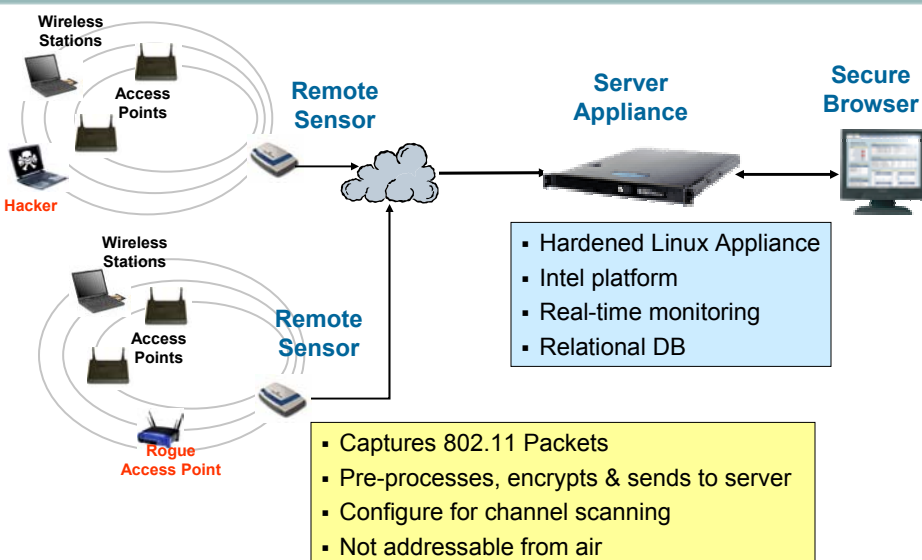 Wireless
Stations
Access
Points
Hacker
Remote
Sensor
Server
Appliance
Secure
Browser
Wireless
Stations
Access
Points
Rogue
Access Point
Remote
Sensor
▪ Hardened Linux Appliance
▪ Intel platform
▪ Real-time monitoring
▪ Relational DB
▪ Captures 802.11 Packets
▪ Pre-processes, encrypts & sends to server
▪ Configure for channel scanning
▪ Not addressable from air